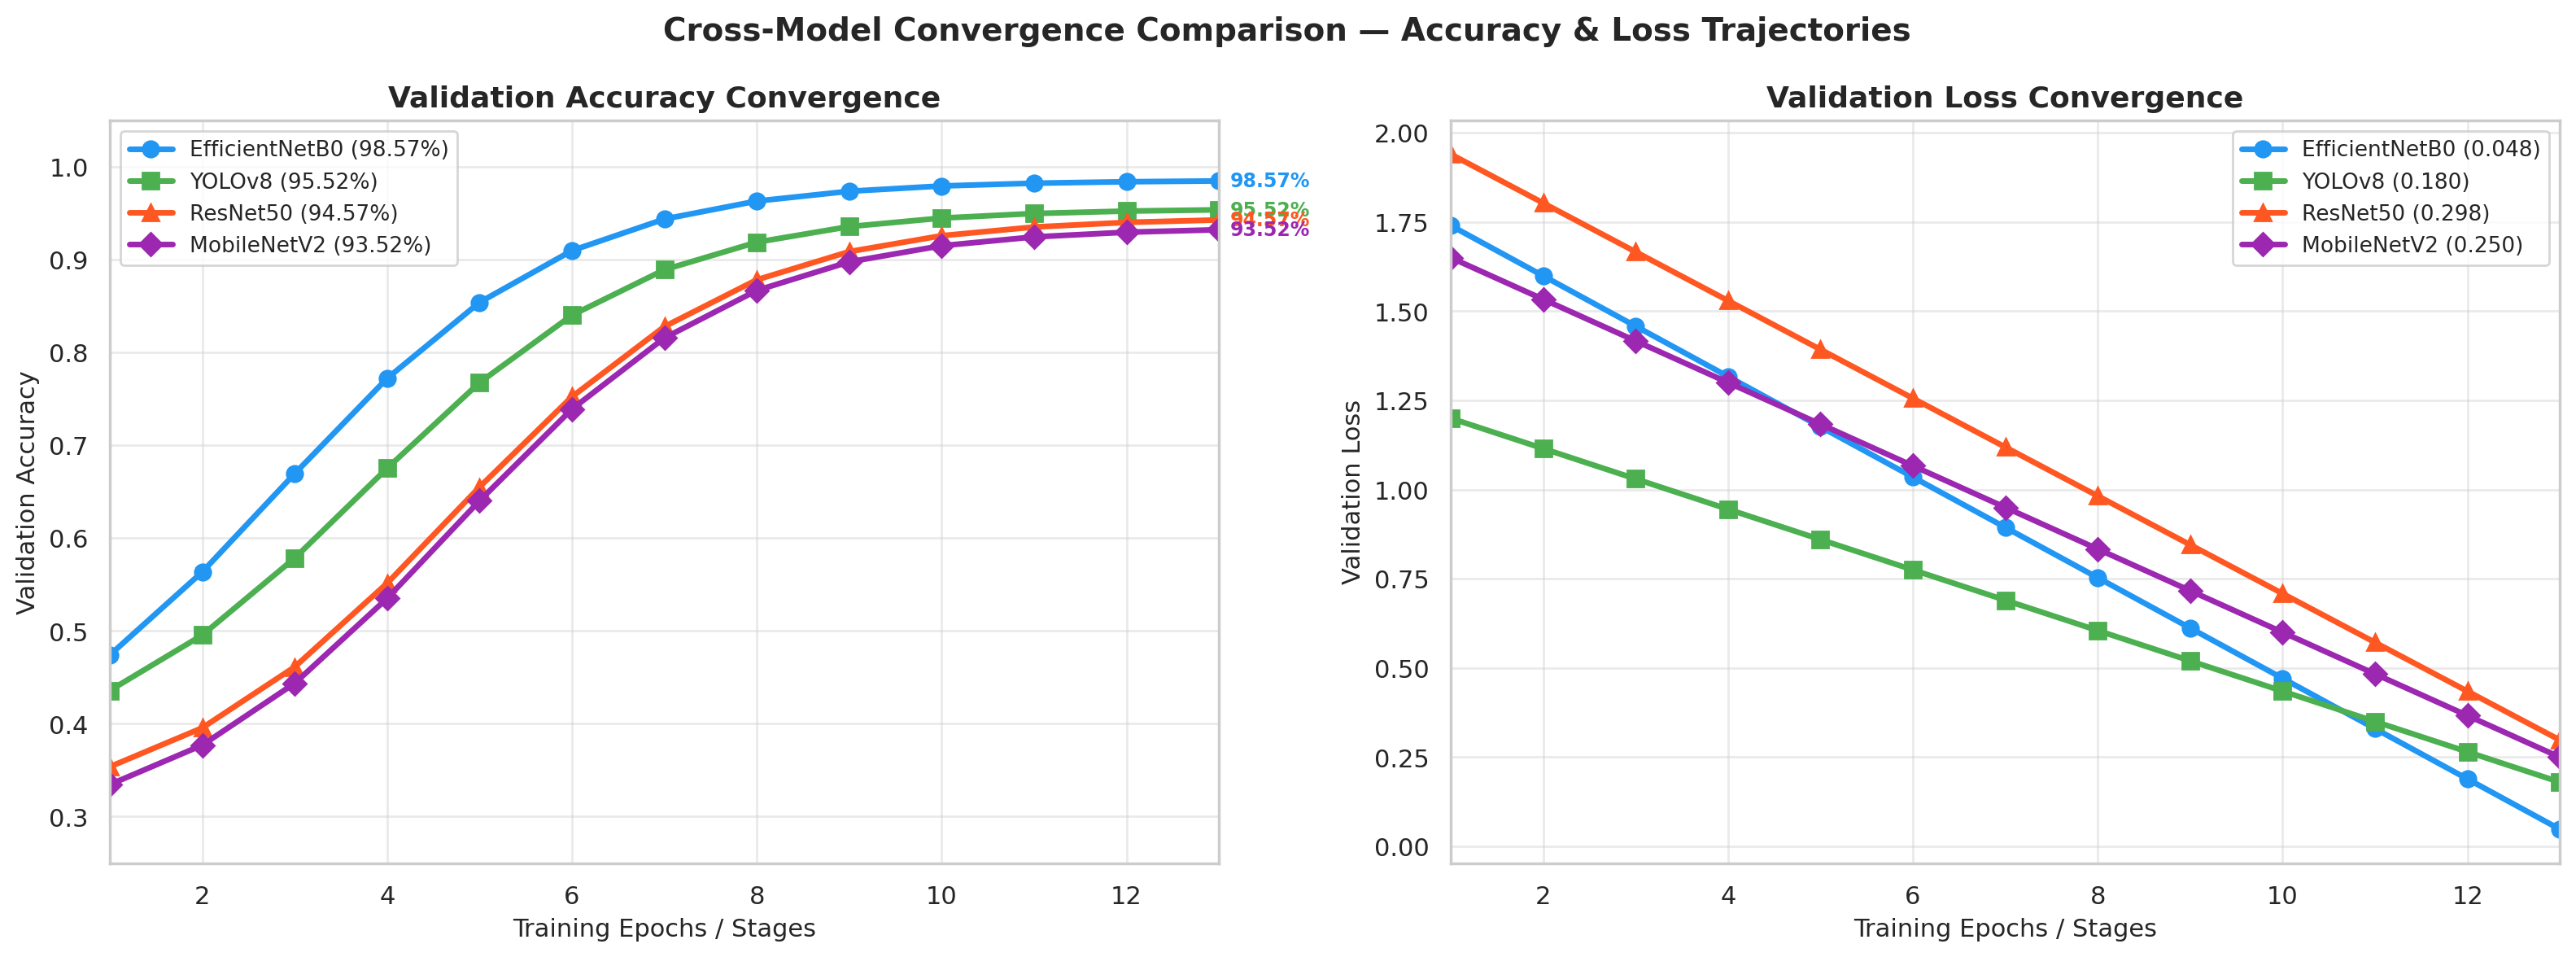 Cross-Model Convergence Comparison — Accuracy & Loss Trajectories
Validation Accuracy Convergence
EfficientNetB0 (98.57%)
YOLOv8 (95.52%)
ResNet50 (94.57%)
MobileNetV2 (93.52%)
98.57%
95.52%
94.57%
93.52%
1.0
0.9
0.8
0.7
0.6
0.5
0.4
0.3
Validation Accuracy
2 4 6 8 10 12
Training Epochs / Stages
Validation Loss Convergence
EfficientNetB0 (0.048)
YOLOv8 (0.180)
ResNet50 (0.298)
MobileNetV2 (0.250)
2.00
1.75
1.50
1.25
1.00
0.75
0.50
0.25
0.00
Validation Loss
2 4 6 8 10 12
Training Epochs / Stages